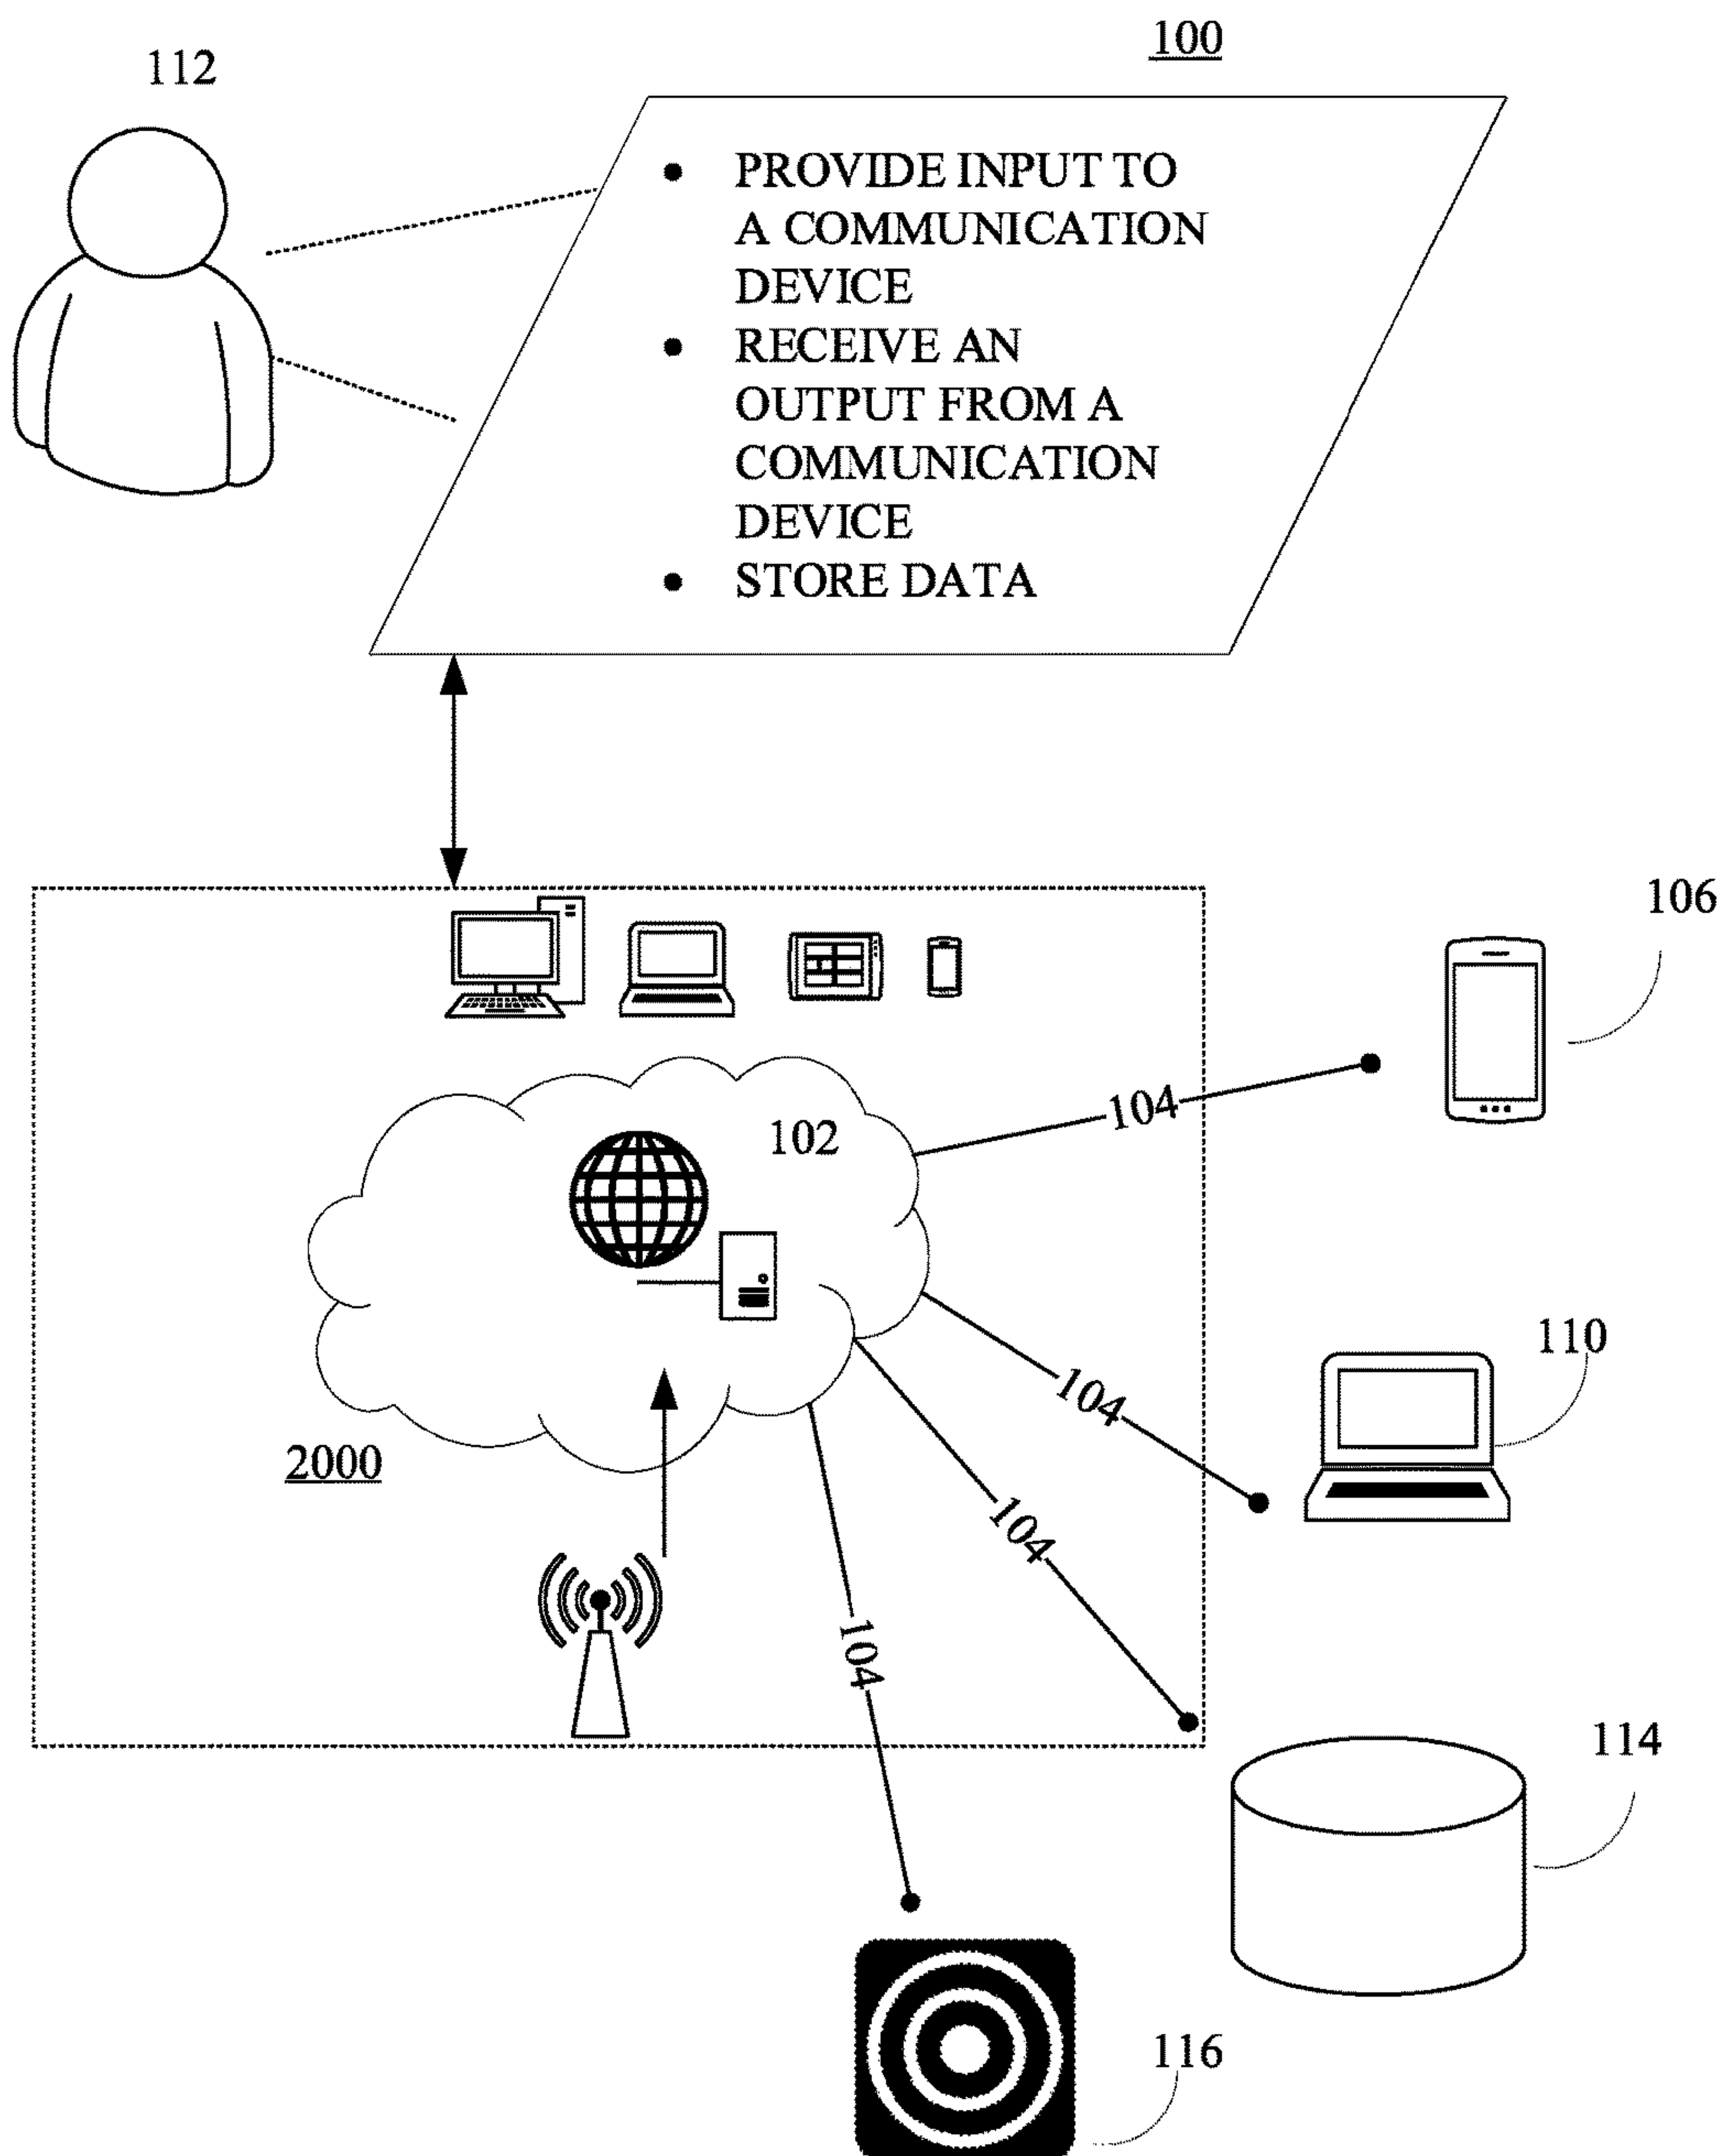 100
112
• PROVIDE INPUT TO
A COMMUNICATION
DEVICE
• RECEIVE AN
OUTPUT FROM A
COMMUNICATION
DEVICE
• STORE DATA
106
104
102
110
104
2000
104
104
114
116